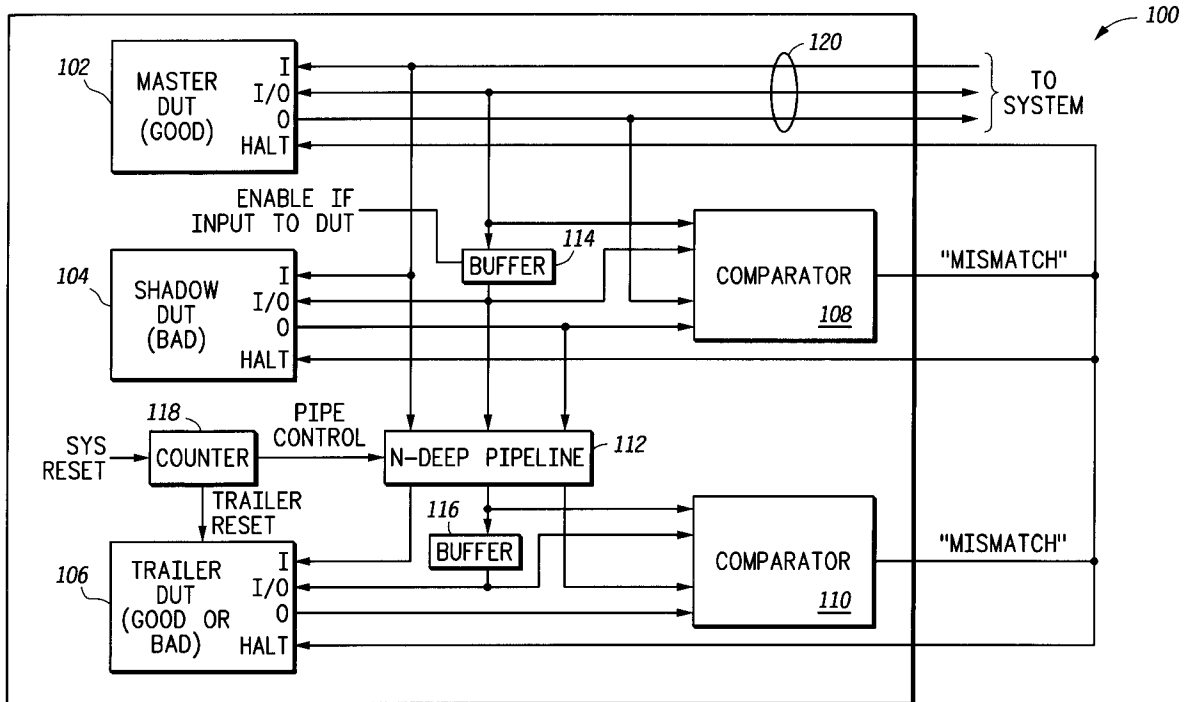 100
120
102
MASTER
DUT
(GOOD)
I
I/O
O
HALT
TO
SYSTEM
ENABLE IF
INPUT TO DUT
114
BUFFER
104
SHADOW
DUT
(BAD)
I
I/O
O
HALT
COMPARATOR
108
"MISMATCH"
118
SYS
RESET
COUNTER
PIPE
CONTROL
N-DEEP PIPELINE
112
TRAILER
RESET
116
BUFFER
106
TRAILER
DUT
(GOOD OR
BAD)
I
I/O
O
HALT
COMPARATOR
110
"MISMATCH"